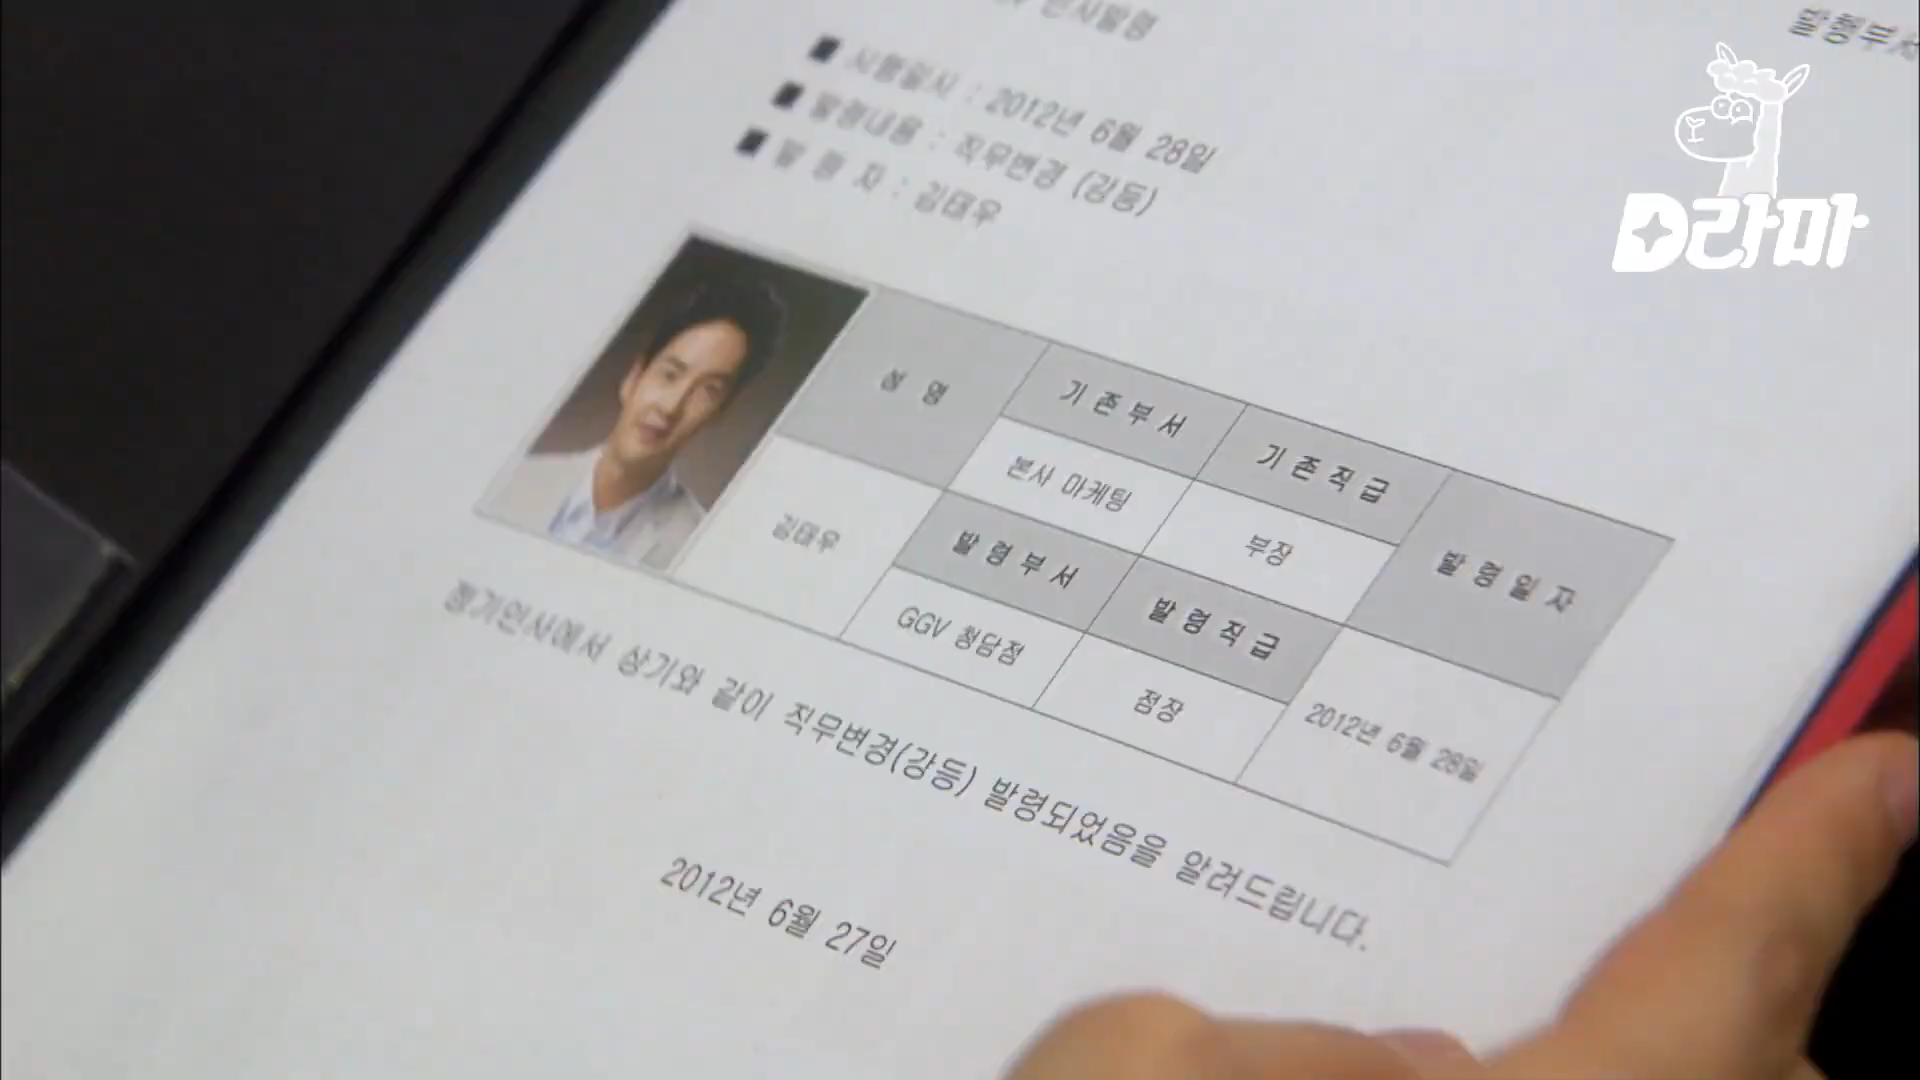 인사발령
발행부서
■ 시행일시 : 2012년 6월 28일
■ 발령내용 : 직무변경 (강등)
■ 발 령 자 : 김태우
D라마
성 명
기 존 부 서
기 존 직 급
발 령 일 자
본사 마케팅
부장
김태우
발 령 부 서
발 령 직 급
GGV 청담점
점장
2012년 6월 28일
정기인사에서 상기와 같이 직무변경(강등) 발령되었음을 알려드립니다.
2012년 6월 27일